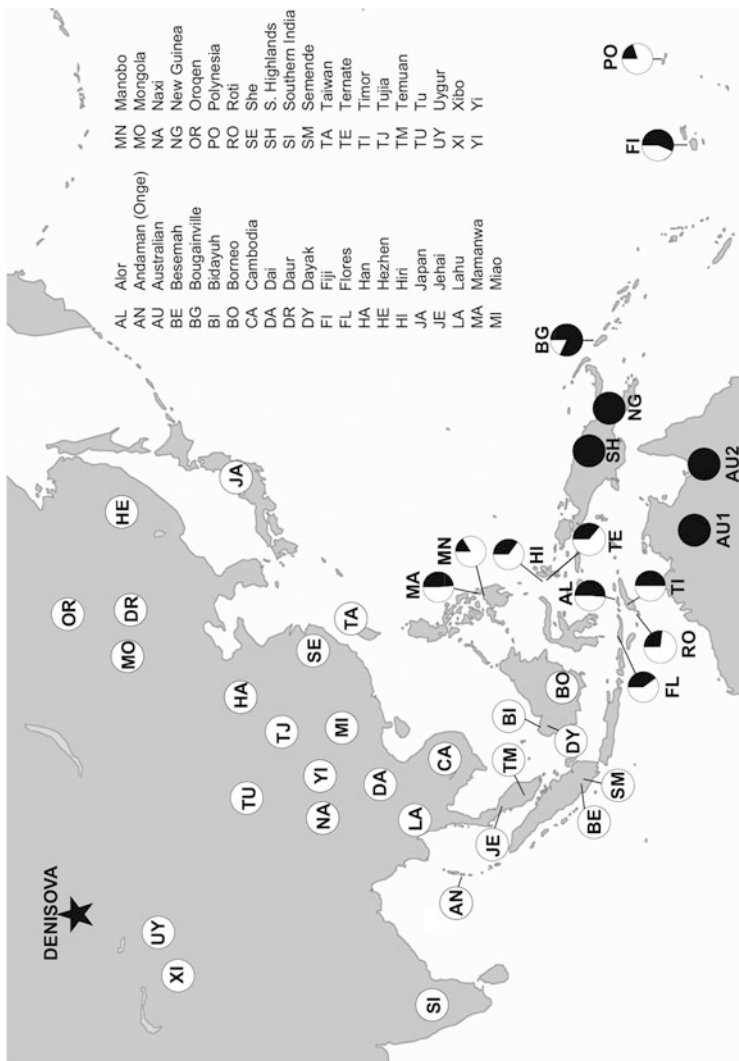 DENISOVA
OR
HE
MO
DR
UY
XI
JA
HA
TU
TJ
SE
YI
NA
MI
TA
DA
LA
CA
SI
AN
JE
TM
BI
DY
BO
BE
SM
MA
MN
HI
TE
AL
FL
RO
TI
BG
SH
NG
AU1
AU2
FI
PO
AL Alor
AN Andaman (Onge)
AU Australian
BE Besemah
BG Bougainville
BI Bidayuh
BO Borneo
CA Cambodia
DA Dai
DR Daur
DY Dayak
FI Fiji
FL Flores
HA Han
HE Hezhen
HI Hiri
JA Japan
JE Jehai
LA Lahu
MA Mamanwa
MI Miao
MN Manobo
MO Mongola
NA Naxi
NG New Guinea
OR Oroqen
PO Polynesia
RO Roti
SE She
SH S. Highlands
SI Southern India
SM Semende
TA Taiwan
TE Ternate
TI Timor
TJ Tujia
TM Temuan
TU Tu
UY Uygur
XI Xibo
YI Yi